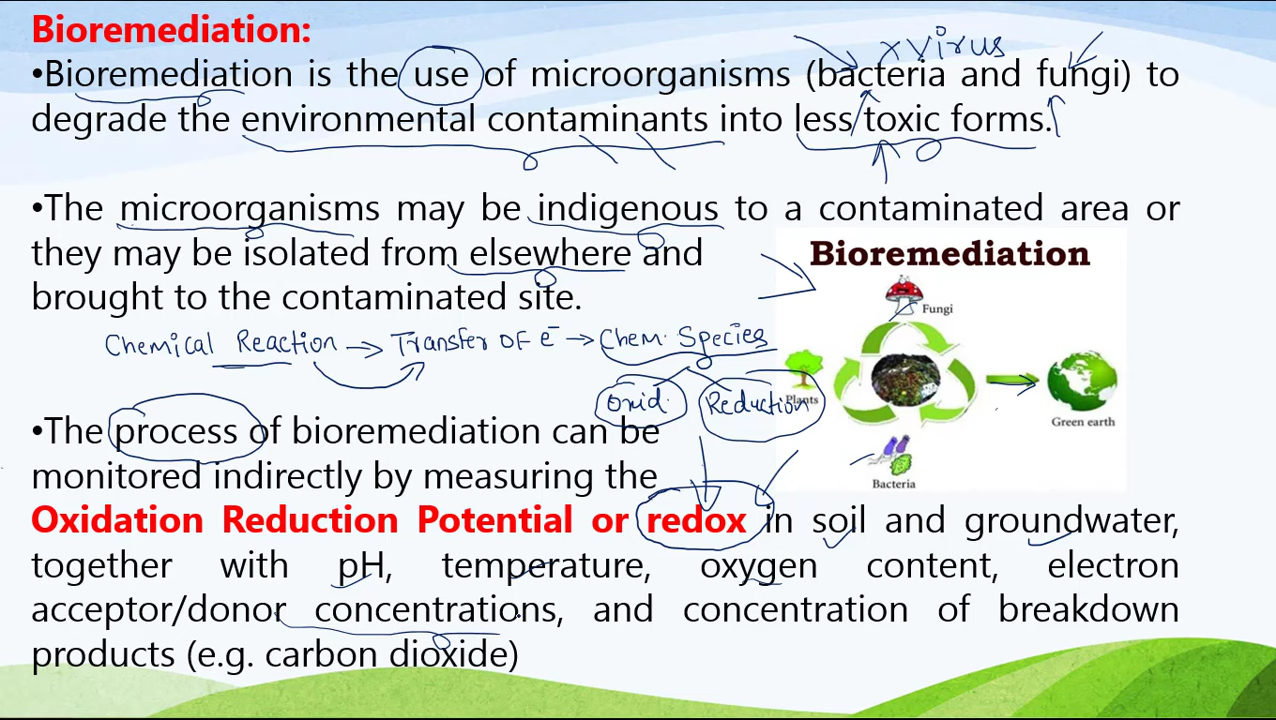 Bioremediation:
x Virus
•Bioremediation is the use of microorganisms (bacteria and fungi) to
degrade the environmental contaminants into less toxic forms.
•The microorganisms may be indigenous to a contaminated area or
they may be isolated from elsewhere and
brought to the contaminated site.
Bioremediation
Fungi
Plants
Green earth
Bacteria
Chemical Reaction → Transfer of e⁻ → Chem. Species
Oxid. Reduction
•The process of bioremediation can be
monitored indirectly by measuring the
Oxidation Reduction Potential or redox in soil and groundwater,
together with pH, temperature, oxygen content, electron
acceptor/donor concentrations, and concentration of breakdown
products (e.g. carbon dioxide)